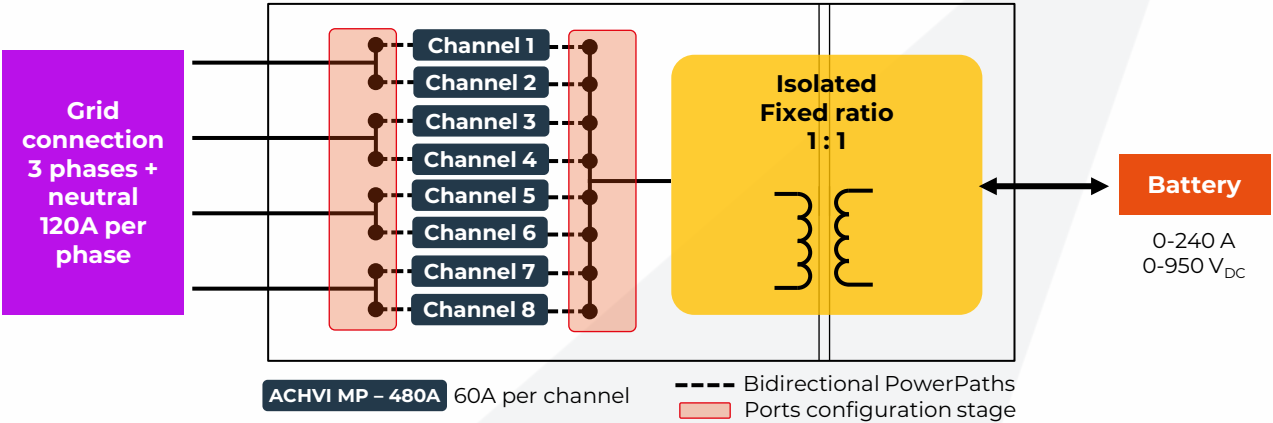 Grid
connection
3 phases +
neutral
120A per
phase
Channel 1
Channel 2
Channel 3
Channel 4
Channel 5
Channel 6
Channel 7
Channel 8
Isolated
Fixed ratio
1 : 1
Battery
0-240 A
0-950 VDC
ACHVI MP – 480A 60A per channel
Bidirectional PowerPaths
Ports configuration stage